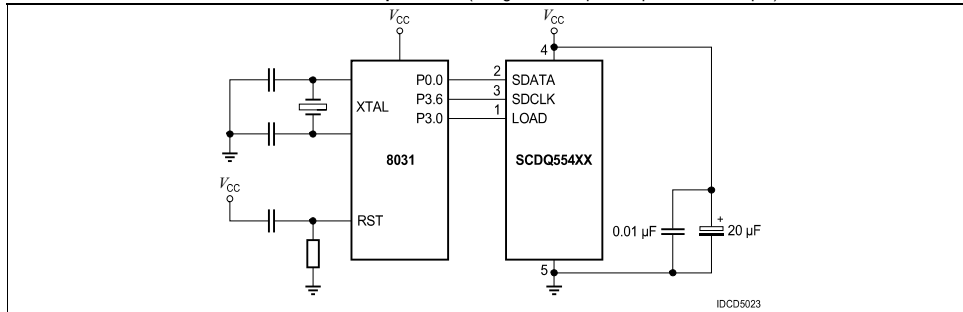 VCC
VCC
4
P0.0
2
SDATA
P3.6
3
SDCLK
XTAL
P3.0
1
LOAD
8031
SCDQ554XX
VCC
RST
0.01 µF
+
20 µF
5
IDCD5023